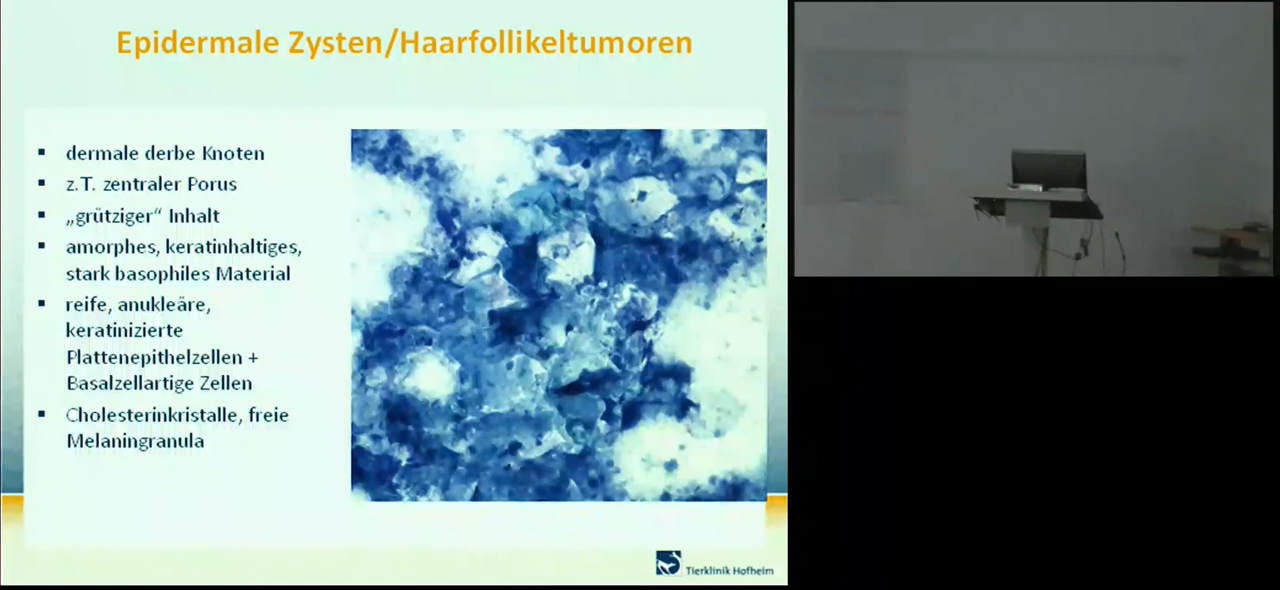 Epidermale Zysten/Haarfollikeltumoren
▪ dermale derbe Knoten
▪ z.T. zentraler Porus
▪ „grütziger“ Inhalt
▪ amorphes, keratinhaltiges,
stark basophiles Material
▪ reife, anukleäre,
keratinizierte
Plattenepithelzellen +
Basalzellartige Zellen
▪ Cholesterinkristalle, freie
Melaningranula
Tierklinik Hofheim